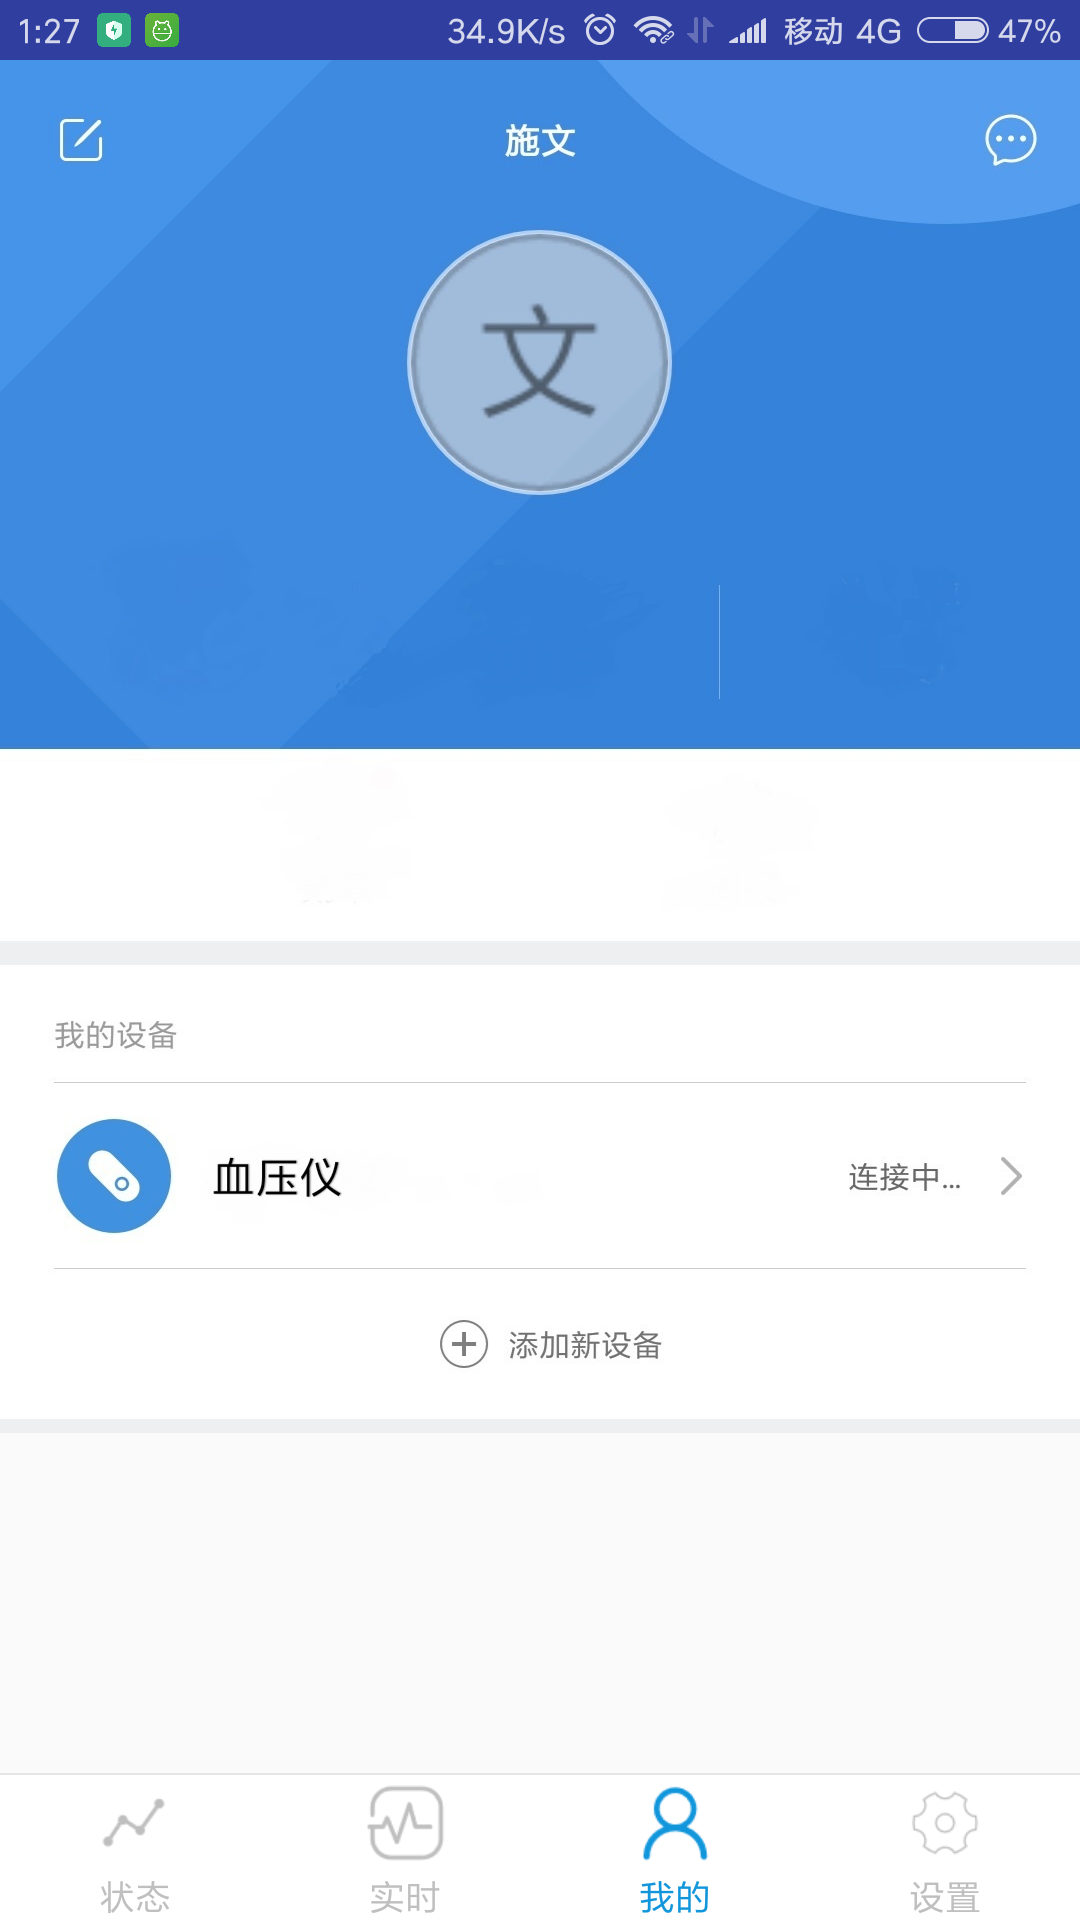 1:27 34.9K/s 移动 4G 47%
施文
文
我的设备
血压仪 连接中...
添加新设备
状态 实时 我的 设置